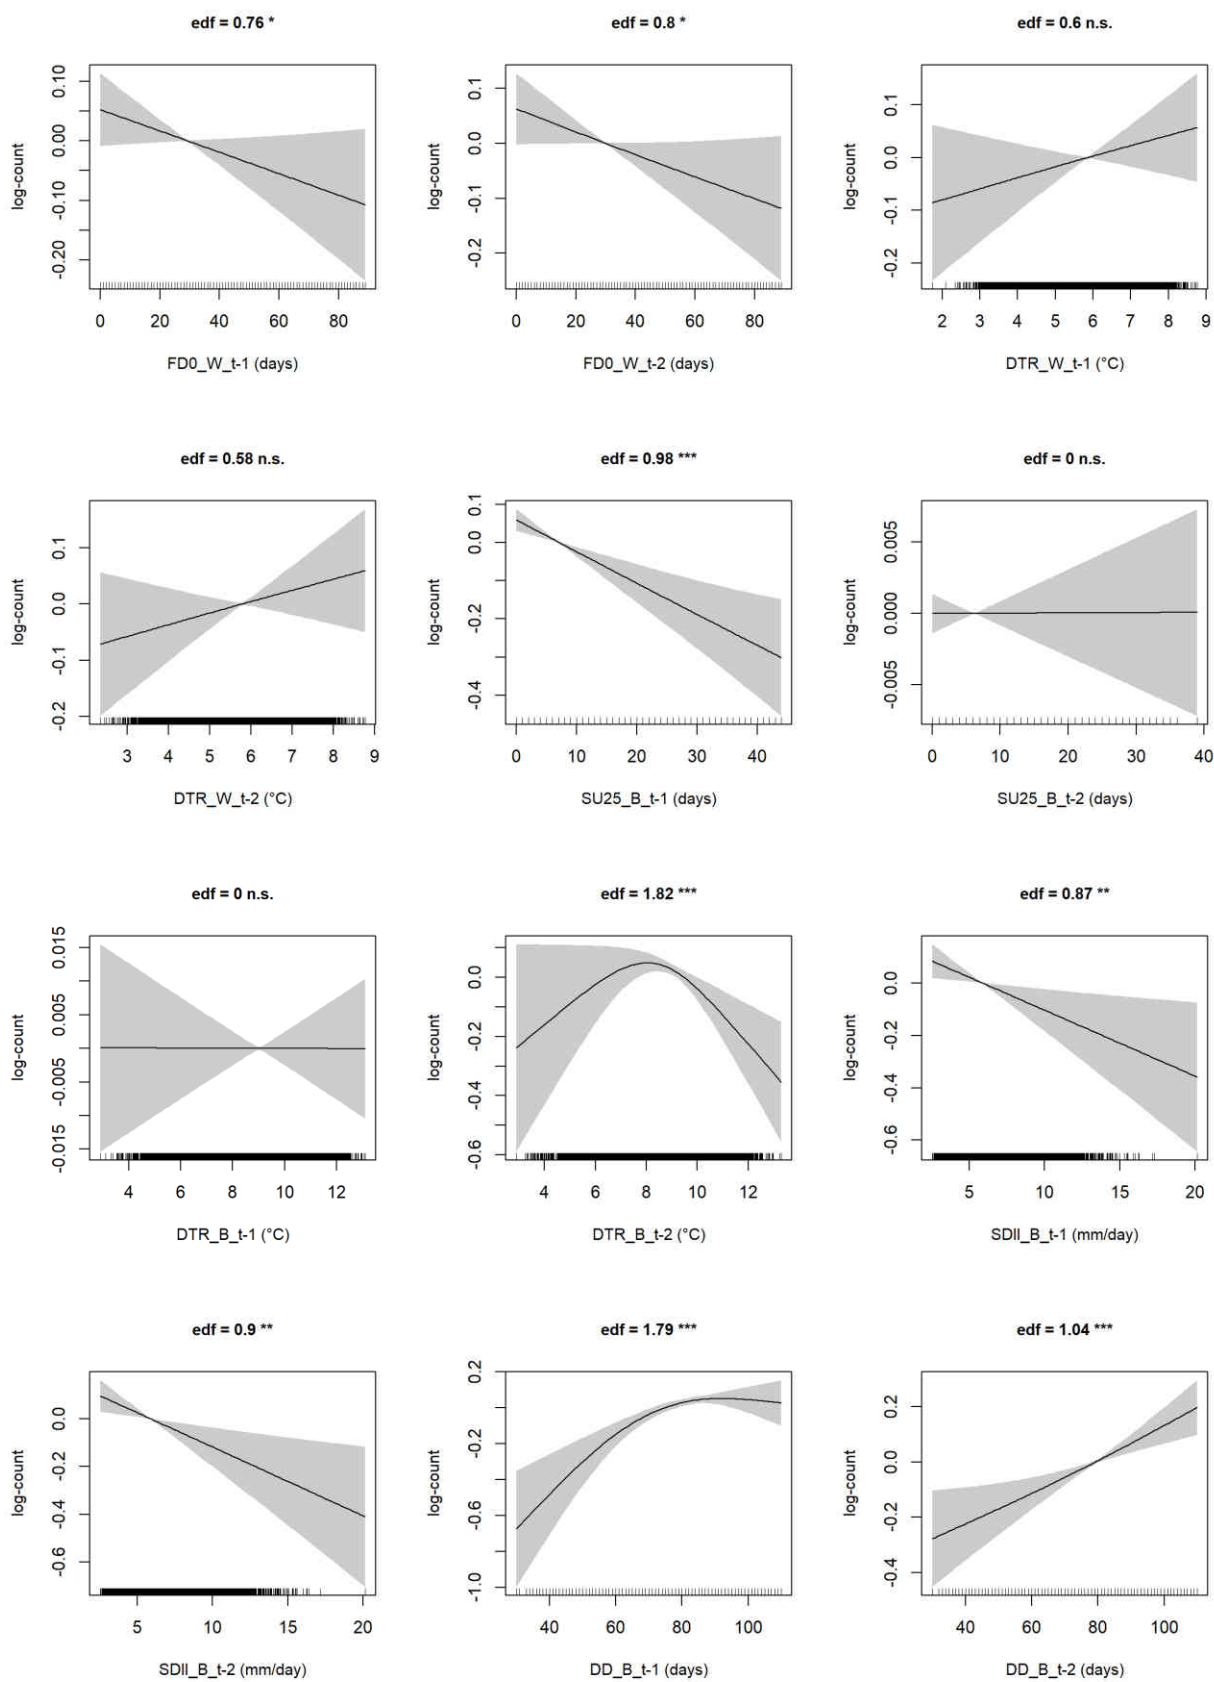 edf = 0.76 *
edf = 0.8 *
edf = 0.6 n.s.
log-count
0.10
0.00
-0.10
-0.20
0 20 40 60 80
FD0_W_t-1 (days)
log-count
0.1
0.0
-0.1
-0.2
0 20 40 60 80
FD0_W_t-2 (days)
log-count
0.1
0.0
-0.1
-0.2
2 3 4 5 6 7 8 9
DTR_W_t-1 (°C)
edf = 0.58 n.s.
edf = 0.98 ***
edf = 0 n.s.
log-count
0.1
0.0
-0.1
-0.2
3 4 5 6 7 8 9
DTR_W_t-2 (°C)
log-count
0.1
0.0
-0.2
-0.4
0 10 20 30 40
SU25_B_t-1 (days)
log-count
0.005
0.000
-0.005
0 10 20 30 40
SU25_B_t-2 (days)
edf = 0 n.s.
edf = 1.82 ***
edf = 0.87 **
log-count
0.015
0.005
-0.005
-0.015
4 6 8 10 12
DTR_B_t-1 (°C)
log-count
0.0
-0.2
-0.4
-0.6
4 6 8 10 12
DTR_B_t-2 (°C)
log-count
0.0
-0.2
-0.4
-0.6
5 10 15 20
SDII_B_t-1 (mm/day)
edf = 0.9 **
edf = 1.79 ***
edf = 1.04 ***
log-count
0.0
-0.2
-0.4
-0.6
5 10 15 20
SDII_B_t-2 (mm/day)
log-count
0.2
-0.2
-0.6
-1.0
40 60 80 100
DD_B_t-1 (days)
log-count
0.2
0.0
-0.2
-0.4
40 60 80 100
DD_B_t-2 (days)